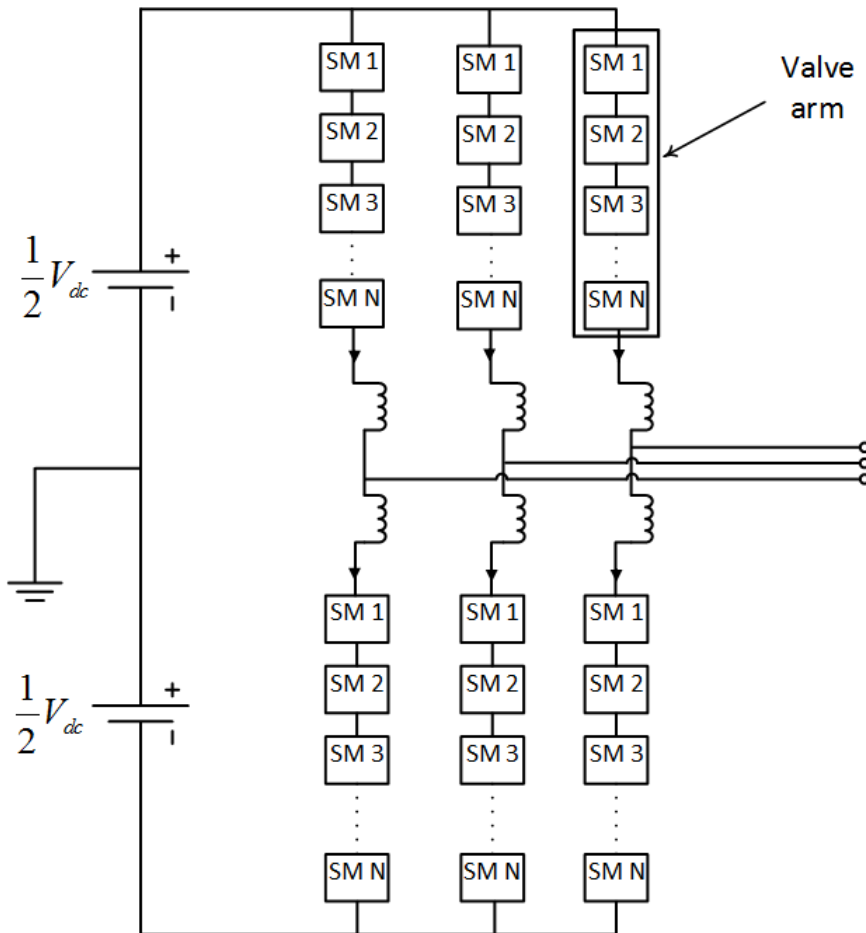 SM 1 SM 1 SM 1
Valve
arm
SM 2 SM 2 SM 2
SM 3 SM 3 SM 3
SM N SM N SM N
+
1/2 V_dc
–
SM 1 SM 1 SM 1
SM 2 SM 2 SM 2
+
1/2 V_dc
–
SM 3 SM 3 SM 3
SM N SM N SM N